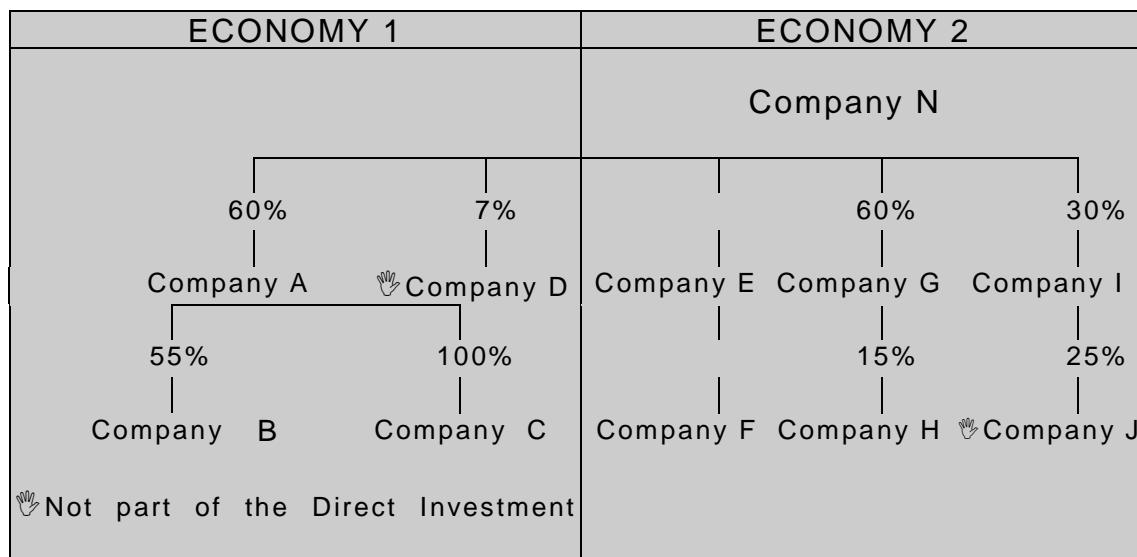 ECONOMY 1 ECONOMY 2
Company N
60% 7% 60% 30%
Company A 🖑Company D Company E Company G Company I
55% 100% 15% 25%
Company B Company C Company F Company H 🖑Company J
🖑Not part of the Direct Investment